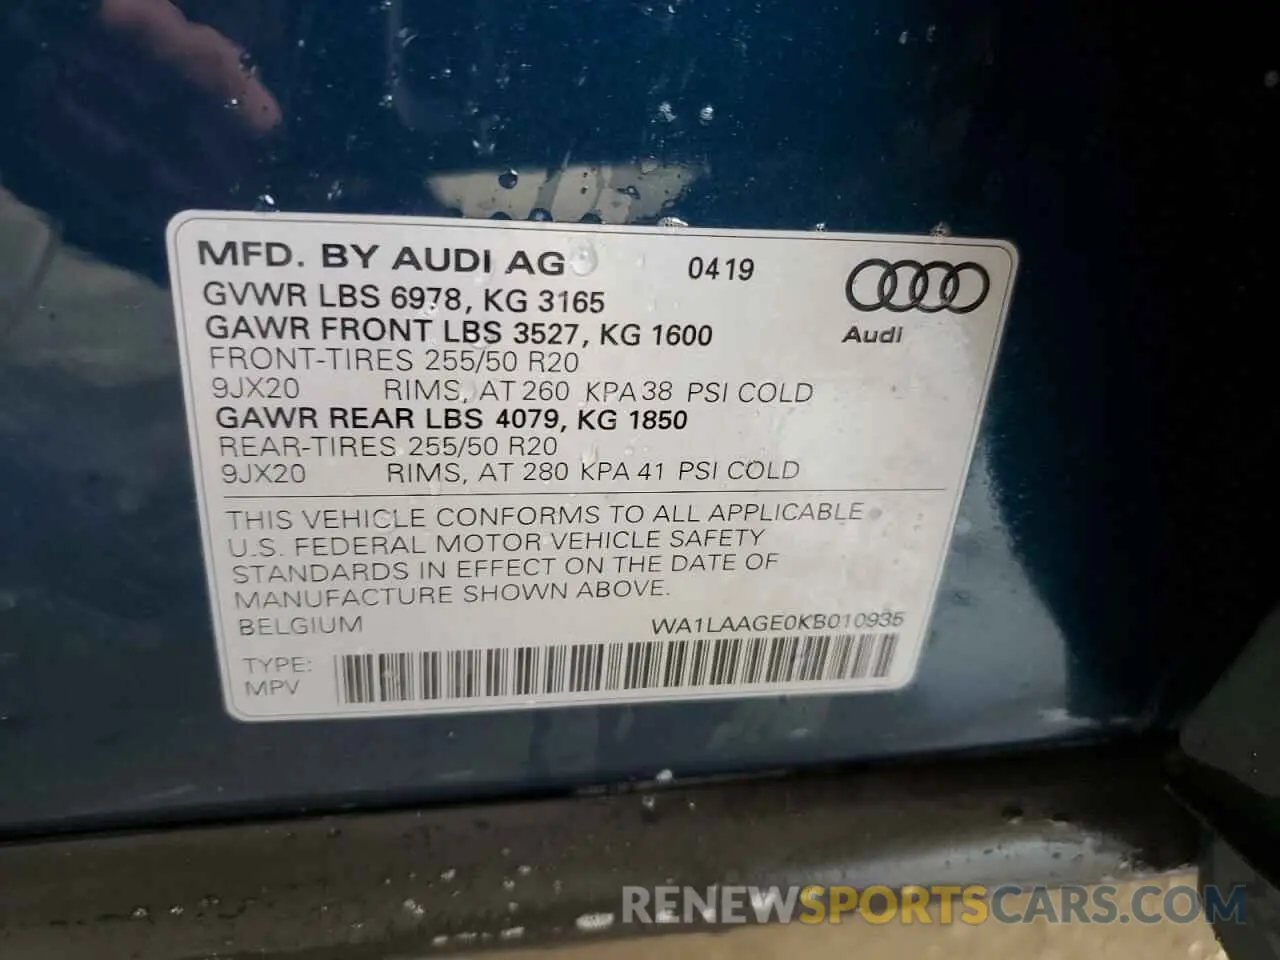 MFD. BY AUDI AG 0419
GVWR LBS 6978, KG 3165
GAWR FRONT LBS 3527, KG 1600
Audi
FRONT-TIRES 255/50 R20
9JX20 RIMS, AT 260 KPA 38 PSI COLD
GAWR REAR LBS 4079, KG 1850
REAR-TIRES 255/50 R20
9JX20 RIMS, AT 280 KPA 41 PSI COLD
THIS VEHICLE CONFORMS TO ALL APPLICABLE
U.S. FEDERAL MOTOR VEHICLE SAFETY
STANDARDS IN EFFECT ON THE DATE OF
MANUFACTURE SHOWN ABOVE.
BELGIUM WA1LAAGE0KB010935
TYPE:
MPV
RENEWSPORTSCARS.COM